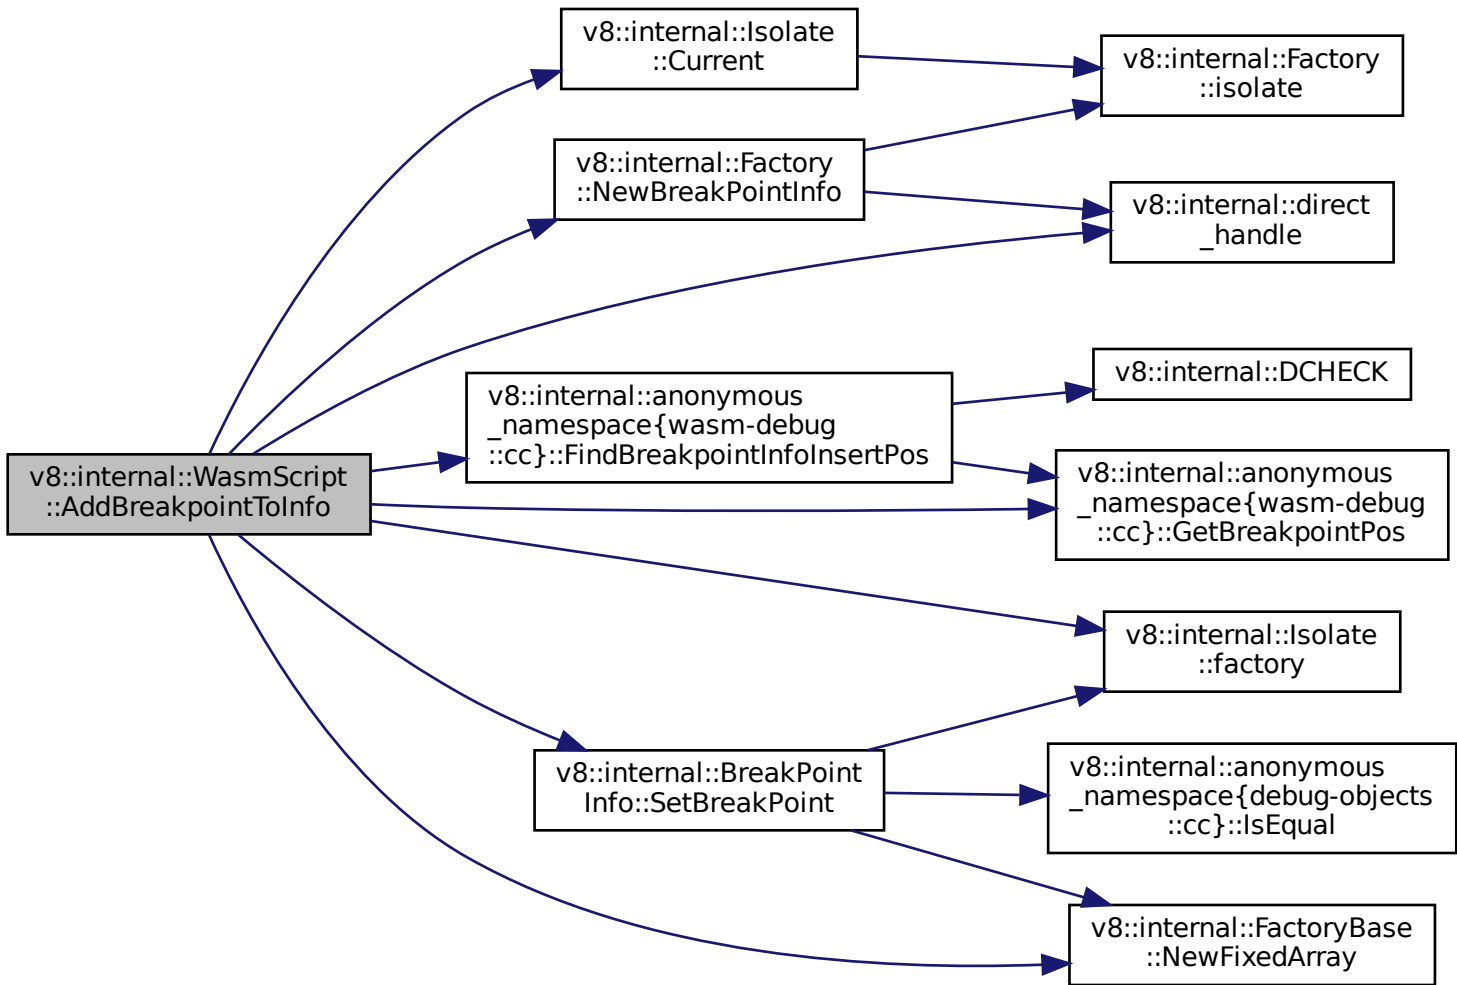 v8::internal::Isolate
::Current
v8::internal::Factory
::isolate
v8::internal::Factory
::NewBreakPointInfo
v8::internal::direct
_handle
v8::internal::anonymous
_namespace{wasm-debug
::cc}::FindBreakpointInfoInsertPos
v8::internal::DCHECK
v8::internal::WasmScript
::AddBreakpointToInfo
v8::internal::anonymous
_namespace{wasm-debug
::cc}::GetBreakpointPos
v8::internal::Isolate
::factory
v8::internal::BreakPoint
Info::SetBreakPoint
v8::internal::anonymous
_namespace{debug-objects
::cc}::IsEqual
v8::internal::FactoryBase
::NewFixedArray